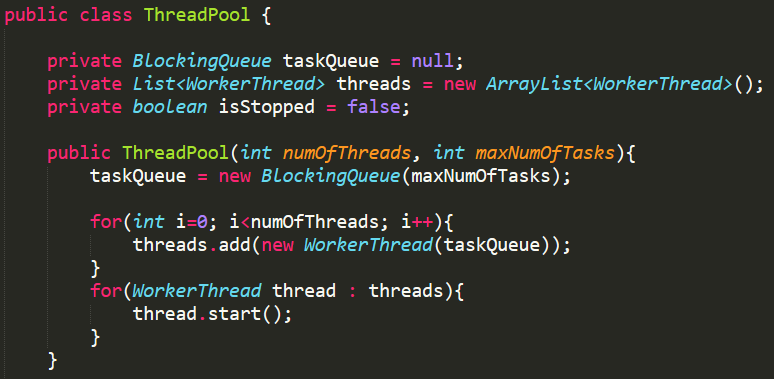 public class ThreadPool {
private BlockingQueue taskQueue = null;
private List<WorkerThread> threads = new ArrayList<WorkerThread>();
private boolean isStopped = false;
public ThreadPool(int numOfThreads, int maxNumOfTasks){
taskQueue = new BlockingQueue(maxNumOfTasks);
for(int i=0; i<numOfThreads; i++){
threads.add(new WorkerThread(taskQueue));
}
for(WorkerThread thread : threads){
thread.start();
}
}